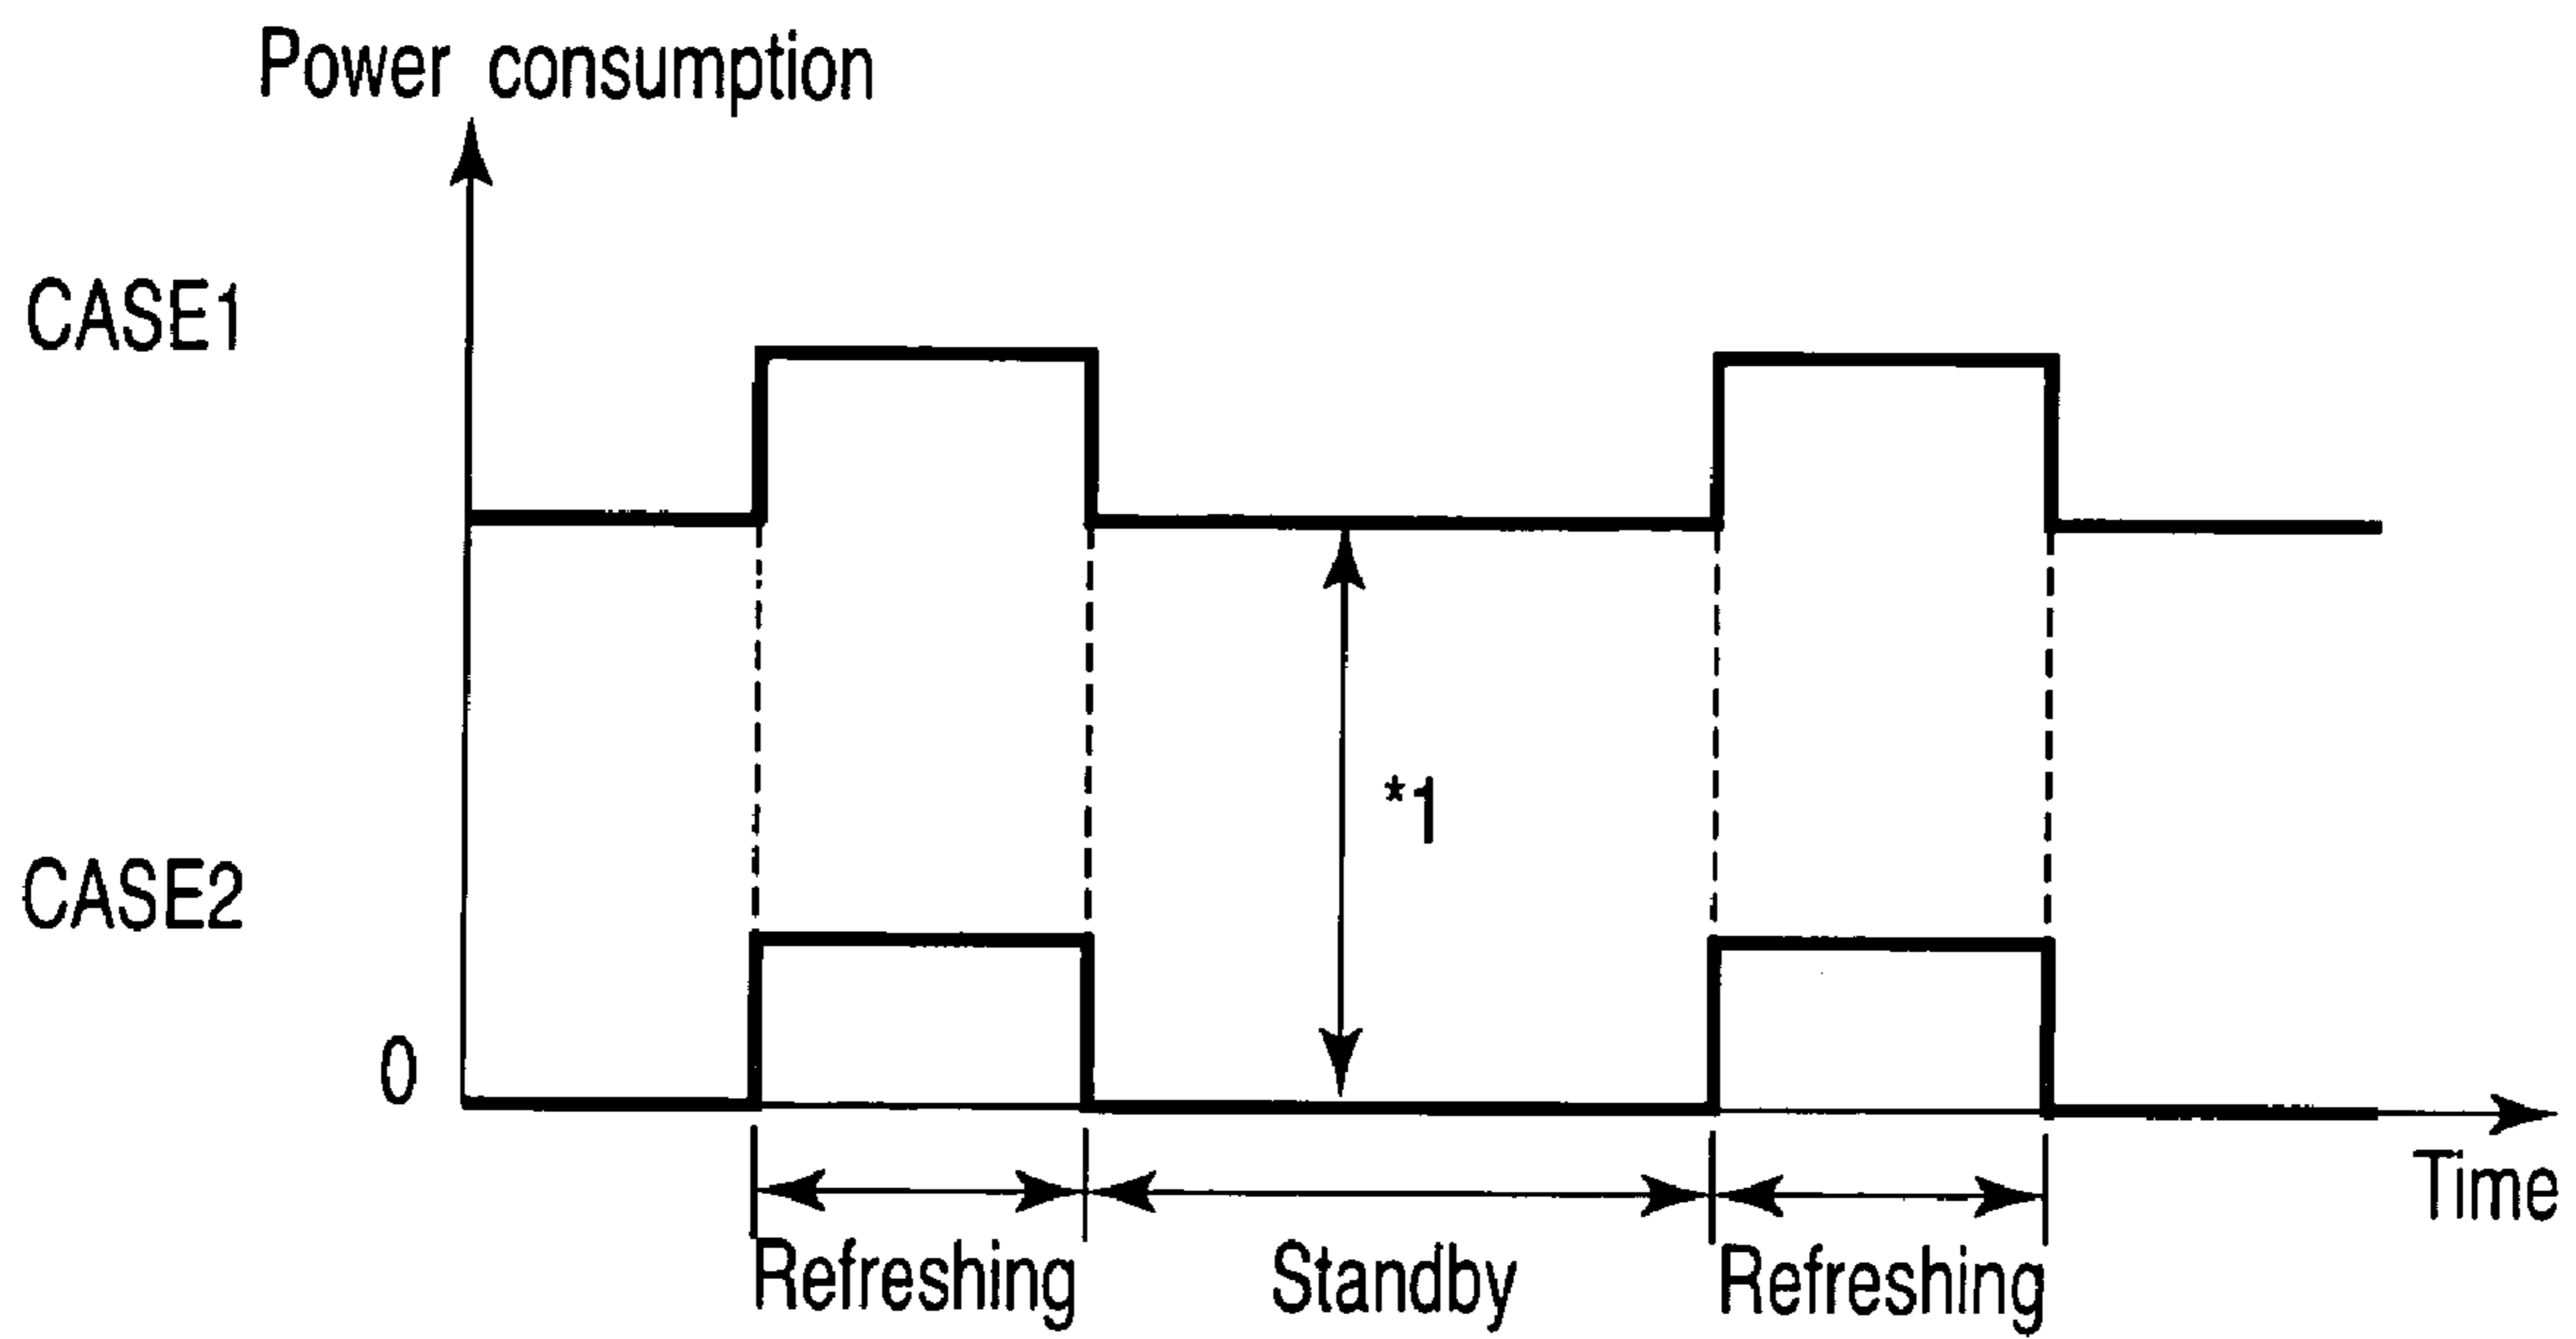 Power consumption
CASE1
*1
CASE2
0
Time
Refreshing Standby Refreshing